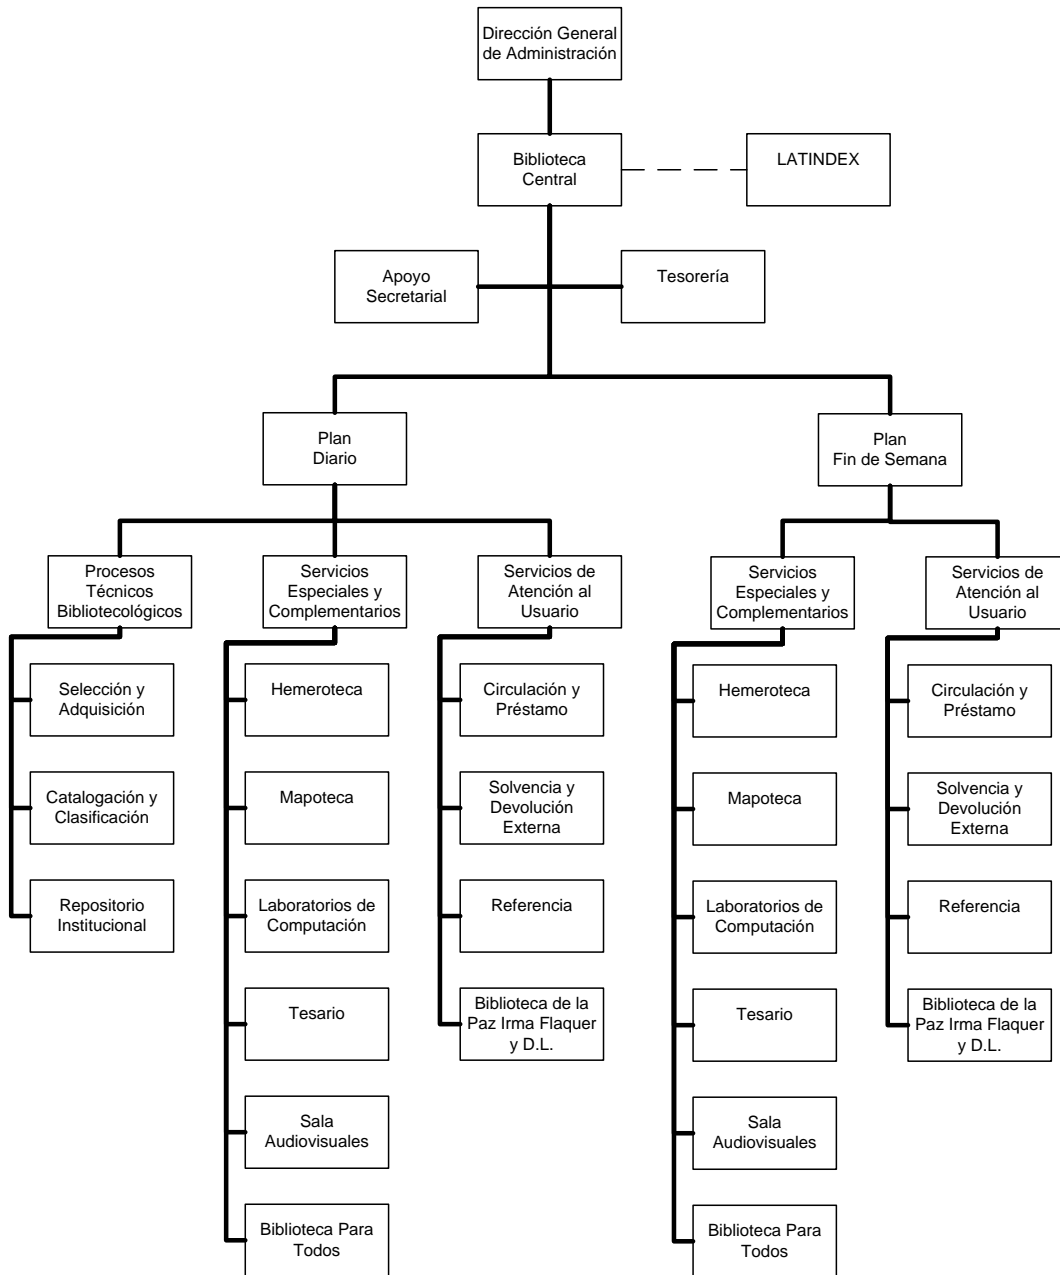 Dirección General
de Administración
Biblioteca
Central
LATINDEX
Apoyo
Secretarial
Tesorería
Plan
Diario
Plan
Fin de Semana
Procesos
Técnicos
Bibliotecológicos
Servicios
Especiales y
Complementarios
Servicios de
Atención al
Usuario
Servicios
Especiales y
Complementarios
Servicios de
Atención al
Usuario
Selección y
Adquisición
Catalogación y
Clasificación
Repositorio
Institucional
Hemeroteca
Mapoteca
Laboratorios de
Computación
Tesario
Sala
Audiovisuales
Biblioteca Para
Todos
Circulación y
Préstamo
Solvencia y
Devolución
Externa
Referencia
Biblioteca de la
Paz Irma Flaquer
y D.L.
Hemeroteca
Mapoteca
Laboratorios de
Computación
Tesario
Sala
Audiovisuales
Biblioteca Para
Todos
Circulación y
Préstamo
Solvencia y
Devolución
Externa
Referencia
Biblioteca de la
Paz Irma Flaquer
y D.L.